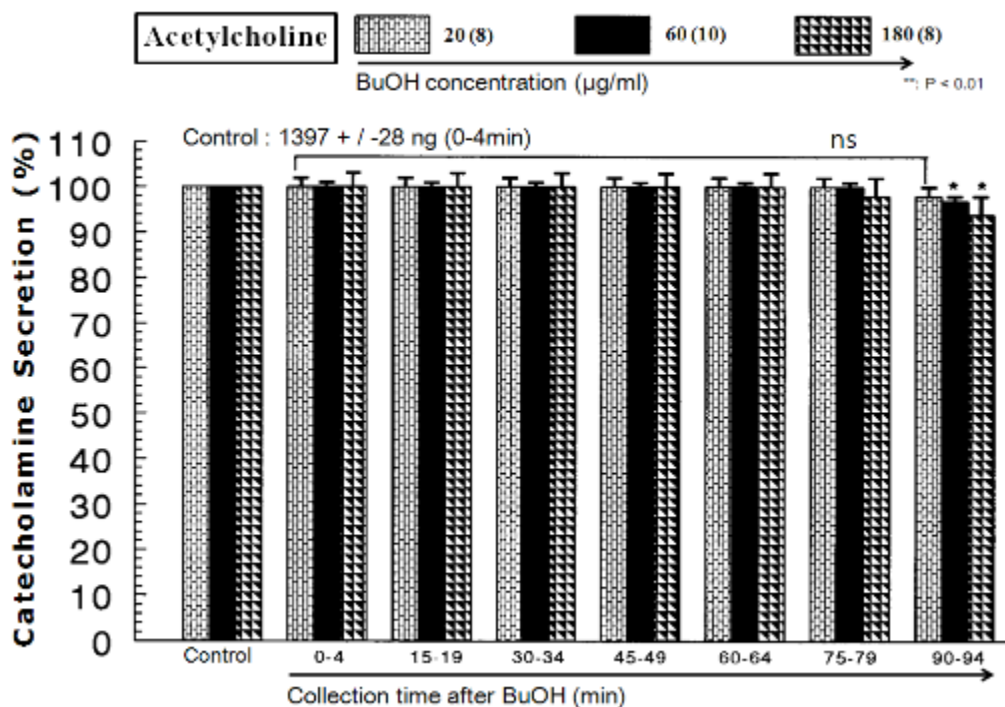 Acetylcholine
20 (8)
60 (10)
180 (8)
BuOH concentration (µg/ml)
**: P < 0.01
Control : 1397 + / -28 ng (0-4min)
ns
* *
Catecholamine Secretion (%)
110
100
90
80
70
60
50
40
30
20
10
0
Control 0-4 15-19 30-34 45-49 60-64 75-79 90-94
Collection time after BuOH (min)